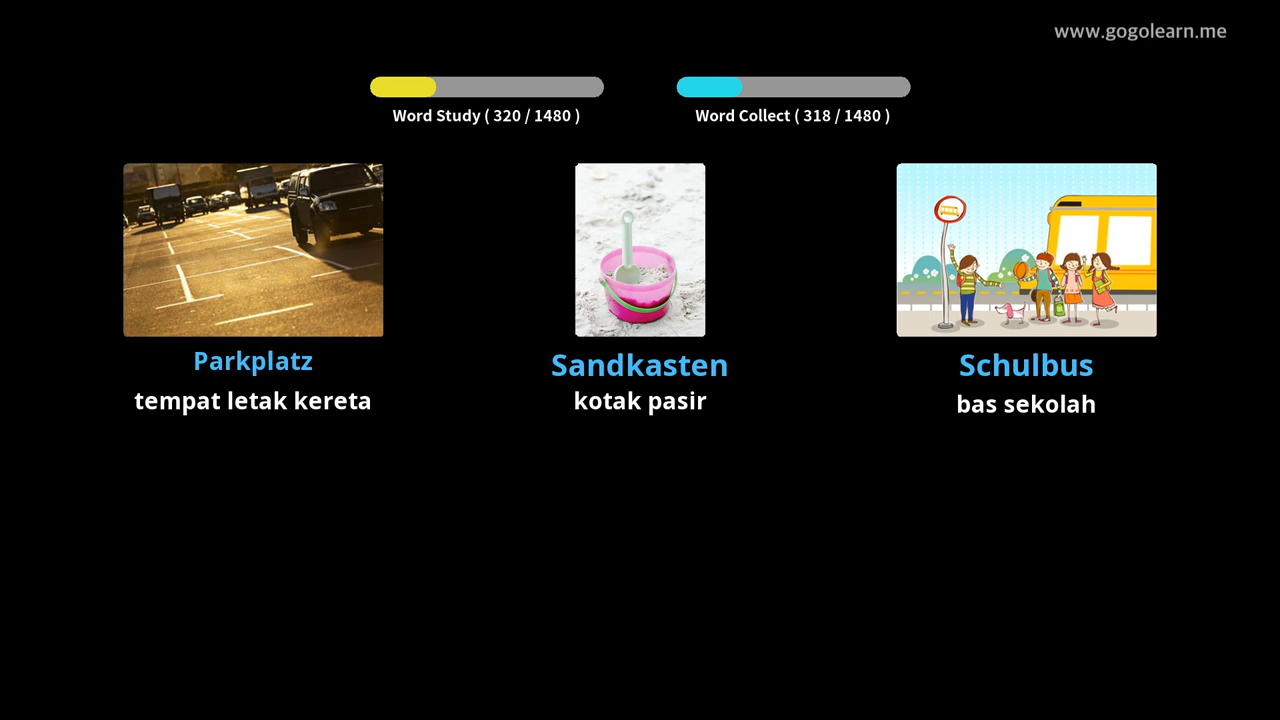 www.gogolearn.me
Word Study ( 320 / 1480 )
Word Collect ( 318 / 1480 )
Parkplatz
tempat letak kereta
Sandkasten
kotak pasir
Schulbus
bas sekolah